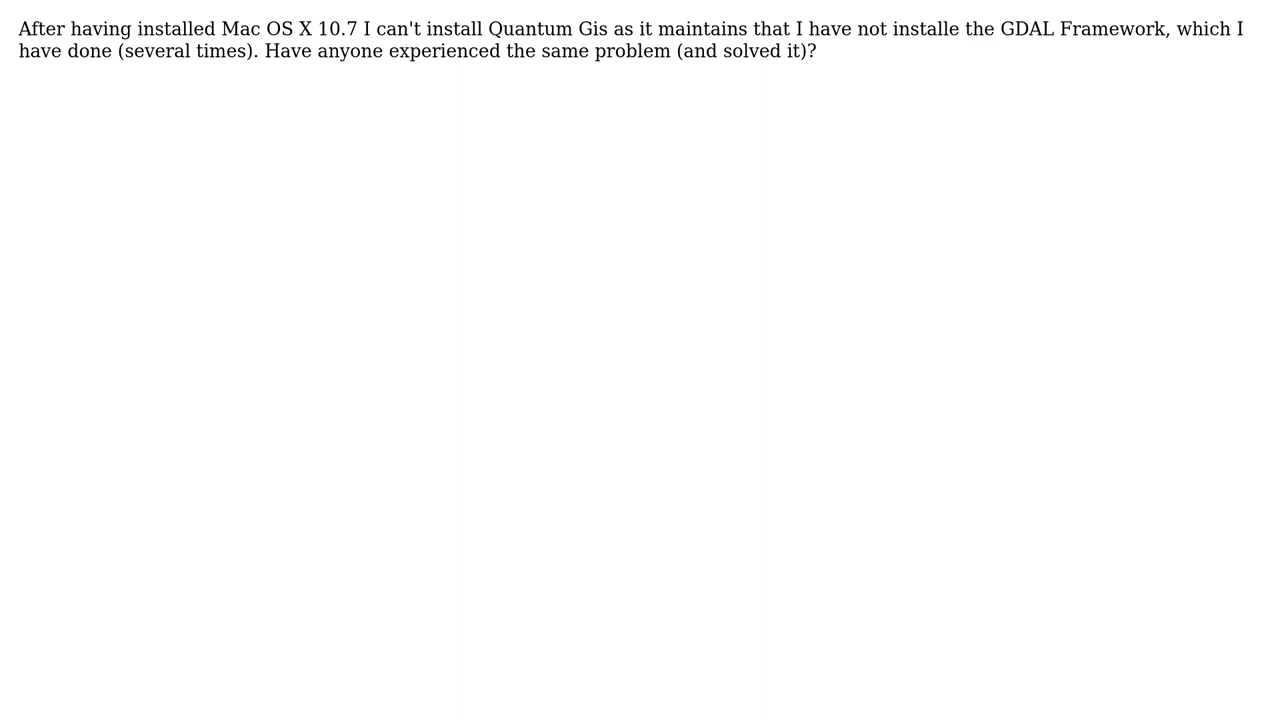 After having installed Mac OS X 10.7 I can't install Quantum Gis as it maintains that I have not installe the GDAL Framework, which I
have done (several times). Have anyone experienced the same problem (and solved it)?